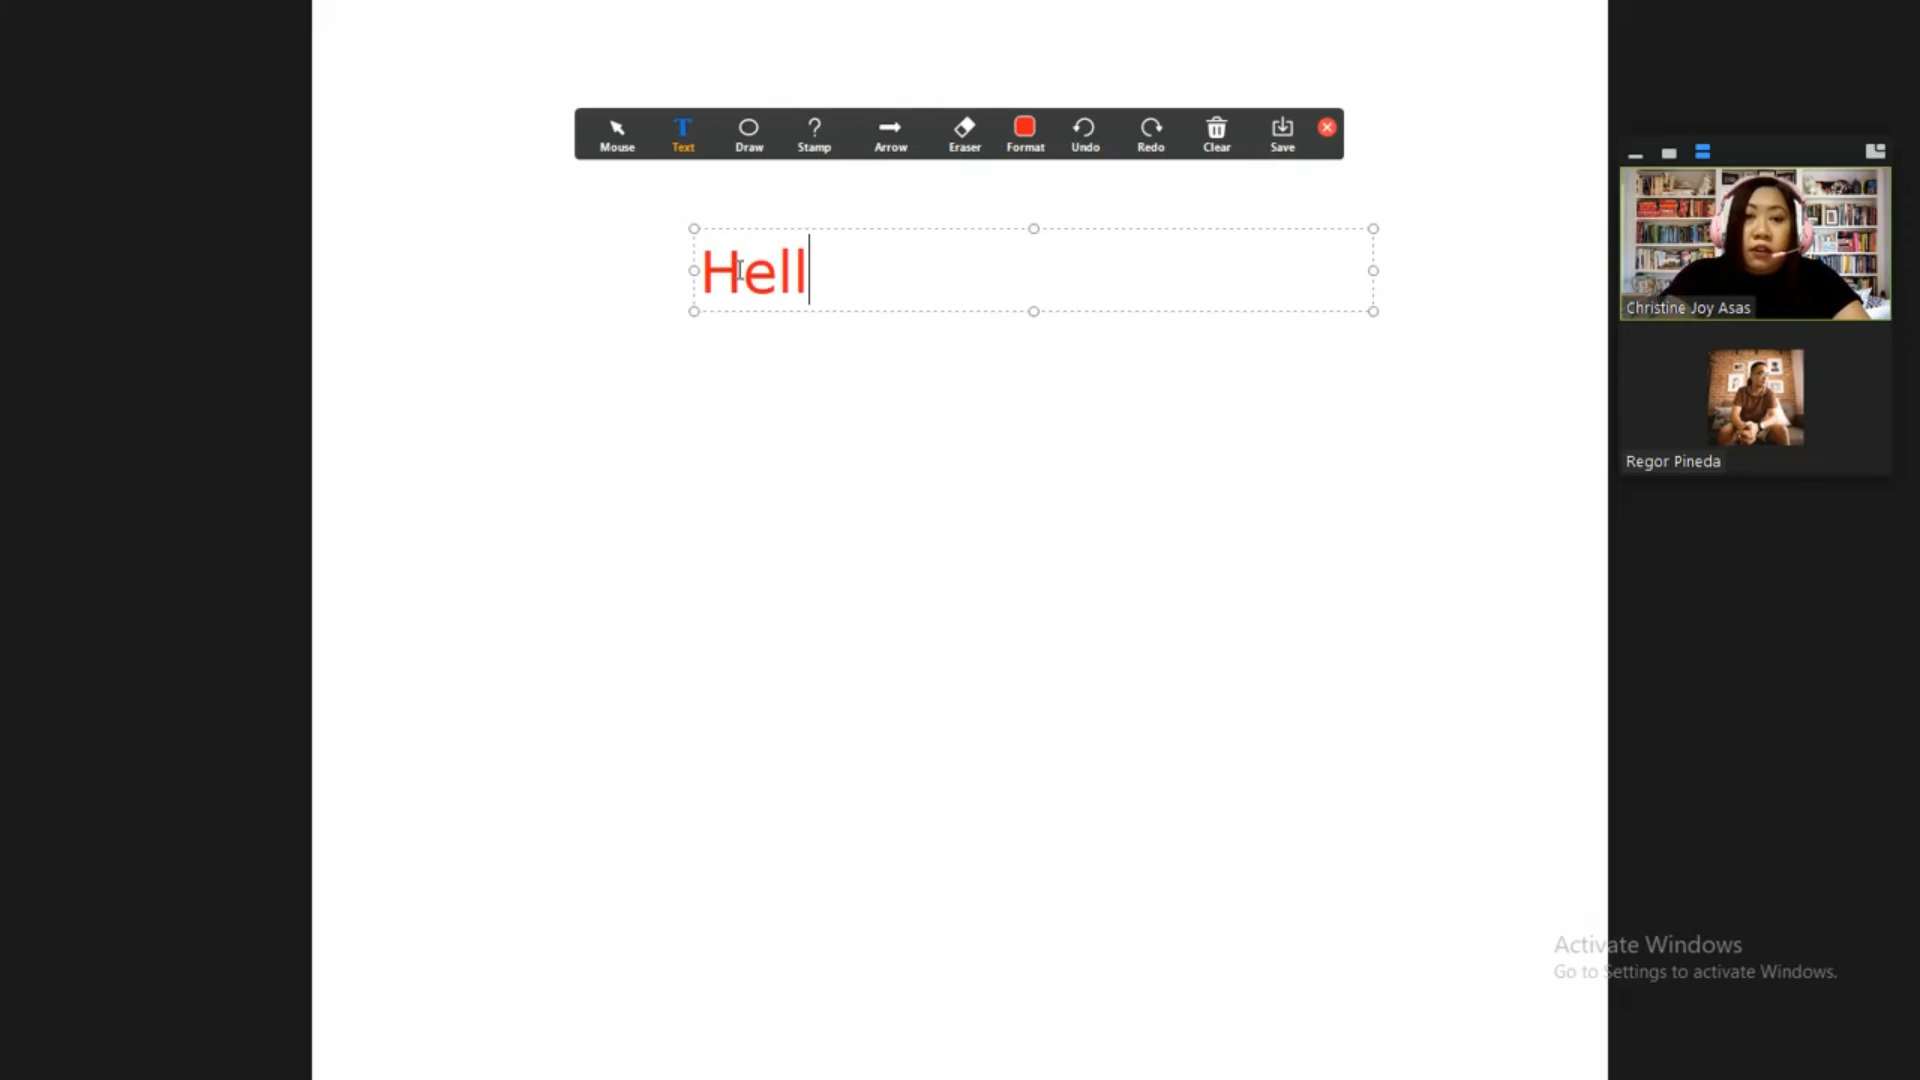 Mouse Text Draw Stamp Arrow Eraser Format Undo Redo Clear Save
Hell
Christine Joy Asas
Regor Pineda
Activate Windows
Go to Settings to activate Windows.